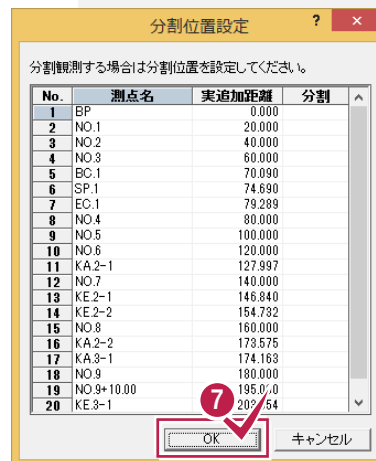 分割位置設定 ? ×
分割観測する場合は分割位置を設定してください。
No. 測点名 実追加距離 分割
1 BP 0.000
2 NO.1 20.000
3 NO.2 40.000
4 NO.3 60.000
5 BC.1 70.090
6 SP.1 74.690
7 EC.1 79.289
8 NO.4 80.000
9 NO.5 100.000
10 NO.6 120.000
11 KA.2-1 127.997
12 NO.7 140.000
13 KE.2-1 146.840
14 KE.2-2 154.732
15 NO.8 160.000
16 KA.2-2 173.575
17 KA.3-1 174.163
18 NO.9 180.000
19 NO.9+10.00
20 KE.3-1
7
OK キャンセル